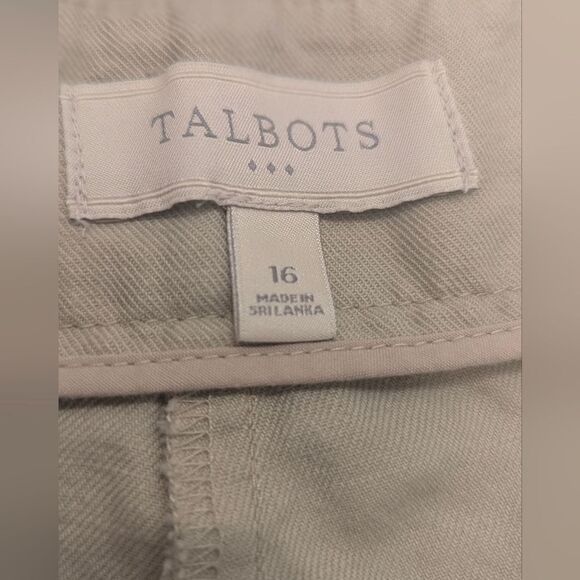 TALBOTS
16
MADE IN
SRI LANKA